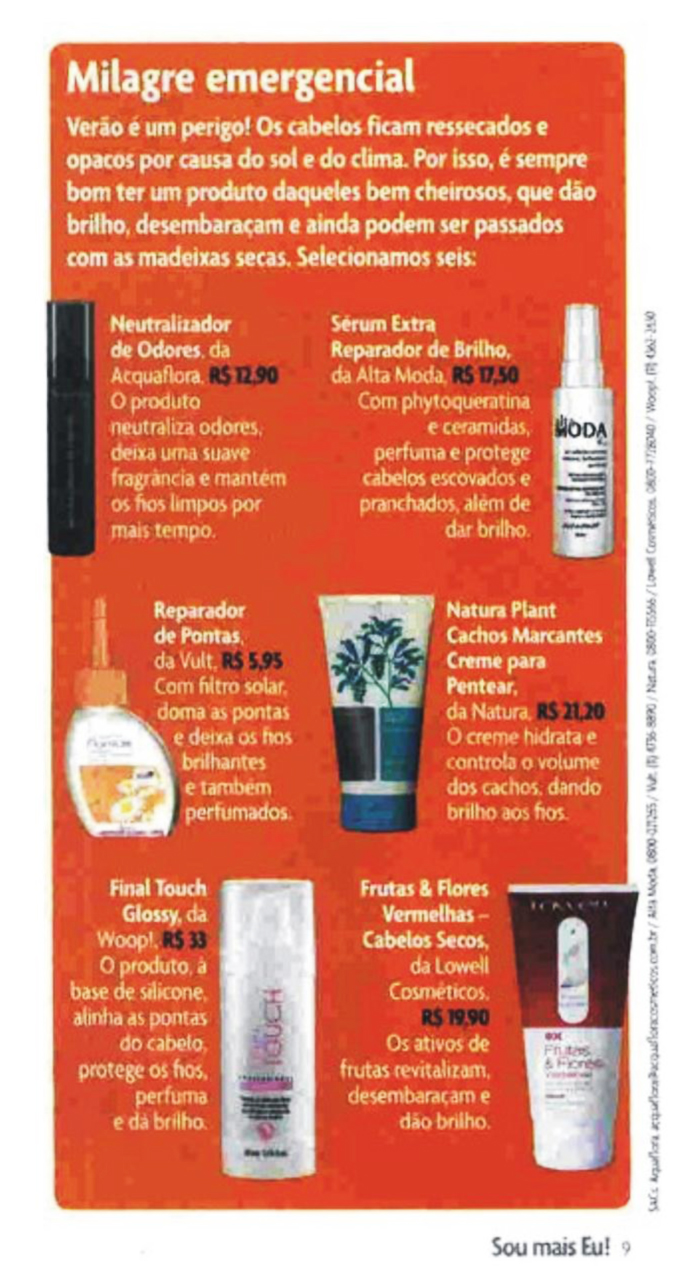 Milagre emergencial
Verão é um perigo! Os cabelos ficam ressecados e
opacos por causa do sol e do clima. Por isso, é sempre
bom ter um produto daqueles bem cheirosos, que dão
brilho, desembaraçam e ainda podem ser passados
com as madeixas secas. Selecionamos seis:
Neutralizador
de Odores, da
Acquaflora, R$ 12,90
O produto
neutraliza odores,
deixa uma suave
fragrância e mantém
os fios limpos por
mais tempo.
Sérum Extra
Reparador de Brilho,
da Alta Moda, R$ 17,50
Com phytoqueratina
e ceramidas,
perfuma e protege
cabelos escovados e
pranchados, além de
dar brilho.
MODA
Reparador
de Pontas,
da Vult, R$ 5,95
Com filtro solar,
doma as pontas
e deixa os fios
brilhantes
e também
perfumados.
Natura Plant
Cachos Marcantes
Creme para
Pentear,
da Natura, R$ 21,20
O creme hidrata e
controla o volume
dos cachos, dando
brilho aos fios.
Final Touch
Glossy, da
Woop!, R$ 33
O produto, à
base de silicone,
alinha as pontas
do cabelo,
protege os fios,
perfuma
e dá brilho.
TOUCH
Frutas & Flores
Vermelhas –
Cabelos Secos,
da Lowell
Cosméticos,
R$ 19,90
Os ativos de
frutas revitalizam,
desembaraçam e
dão brilho.
Lowell
Frutas
& Flores
SACs: Acquaflora, acquaflora@acquafloracosmeticos.com.br / Alta Moda, / Vult, (11) 4736-8890 / Natura, 0800-115566 / Lowell Cosméticos, 0800-7728040 / Woop!,
Sou mais Eu! 9